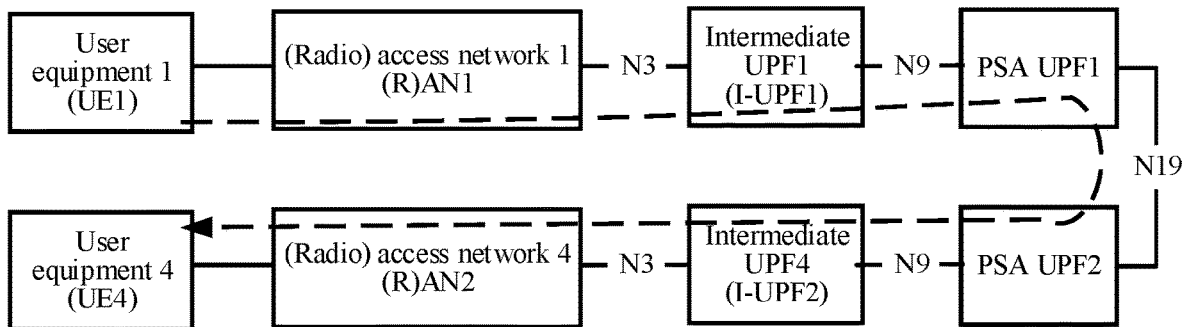 User
equipment 1
(UE1)
(Radio) access network 1
(R)AN1
N3
Intermediate
UPF1
(I-UPF1)
N9
PSA UPF1
N19
User
equipment 4
(UE4)
(Radio) access network 4
(R)AN2
N3
Intermediate
UPF4
(I-UPF2)
N9
PSA UPF2